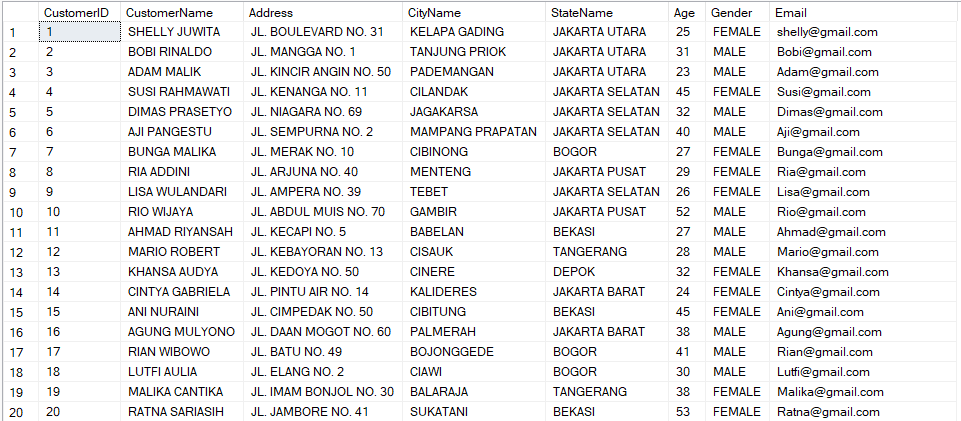 CustomerID CustomerName Address CityName StateName Age Gender Email
1 1 SHELLY JUWITA JL. BOULEVARD NO. 31 KELAPA GADING JAKARTA UTARA 25 FEMALE shelly@gmail.com
2 2 BOBI RINALDO JL. MANGGA NO. 1 TANJUNG PRIOK JAKARTA UTARA 31 MALE Bobi@gmail.com
3 3 ADAM MALIK JL. KINCIR ANGIN NO. 50 PADEMANGAN JAKARTA UTARA 23 MALE Adam@gmail.com
4 4 SUSI RAHMAWATI JL. KENANGA NO. 11 CILANDAK JAKARTA SELATAN 45 FEMALE Susi@gmail.com
5 5 DIMAS PRASETYO JL. NIAGARA NO. 69 JAGAKARSA JAKARTA SELATAN 32 MALE Dimas@gmail.com
6 6 AJI PANGESTU JL. SEMPURNA NO. 2 MAMPANG PRAPATAN JAKARTA SELATAN 40 MALE Aji@gmail.com
7 7 BUNGA MALIKA JL. MERAK NO. 10 CIBINONG BOGOR 27 FEMALE Bunga@gmail.com
8 8 RIA ADDINI JL. ARJUNA NO. 40 MENTENG JAKARTA PUSAT 29 FEMALE Ria@gmail.com
9 9 LISA WULANDARI JL. AMPERA NO. 39 TEBET JAKARTA SELATAN 26 FEMALE Lisa@gmail.com
10 10 RIO WIJAYA JL. ABDUL MUIS NO. 70 GAMBIR JAKARTA PUSAT 52 MALE Rio@gmail.com
11 11 AHMAD RIYANSAH JL. KECAPI NO. 5 BABELAN BEKASI 27 MALE Ahmad@gmail.com
12 12 MARIO ROBERT JL. KEBAYORAN NO. 13 CISAUK TANGERANG 28 MALE Mario@gmail.com
13 13 KHANSA AUDYA JL. KEDOYA NO. 50 CINERE DEPOK 32 FEMALE Khansa@gmail.com
14 14 CINTYA GABRIELA JL. PINTU AIR NO. 14 KALIDERES JAKARTA BARAT 24 FEMALE Cintya@gmail.com
15 15 ANI NURAINI JL. CIMPEDAK NO. 50 CIBITUNG BEKASI 45 FEMALE Ani@gmail.com
16 16 AGUNG MULYONO JL. DAAN MOGOT NO. 60 PALMERAH JAKARTA BARAT 38 MALE Agung@gmail.com
17 17 RIAN WIBOWO JL. BATU NO. 49 BOJONGGEDE BOGOR 41 MALE Rian@gmail.com
18 18 LUTFI AULIA JL. ELANG NO. 2 CIAWI BOGOR 30 MALE Lutfi@gmail.com
19 19 MALIKA CANTIKA JL. IMAM BONJOL NO. 30 BALARAJA TANGERANG 38 FEMALE Malika@gmail.com
20 20 RATNA SARIASIH JL. JAMBORE NO. 41 SUKATANI BEKASI 53 FEMALE Ratna@gmail.com